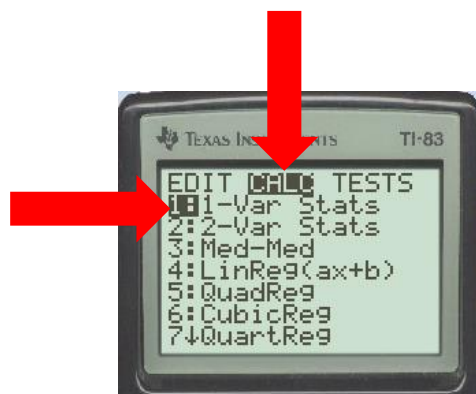 TEXAS INSTRUMENTS TI-83
EDIT CALC TESTS
1:1-Var Stats
2:2-Var Stats
3:Med-Med
4:LinReg(ax+b)
5:QuadReg
6:CubicReg
7↓QuartReg